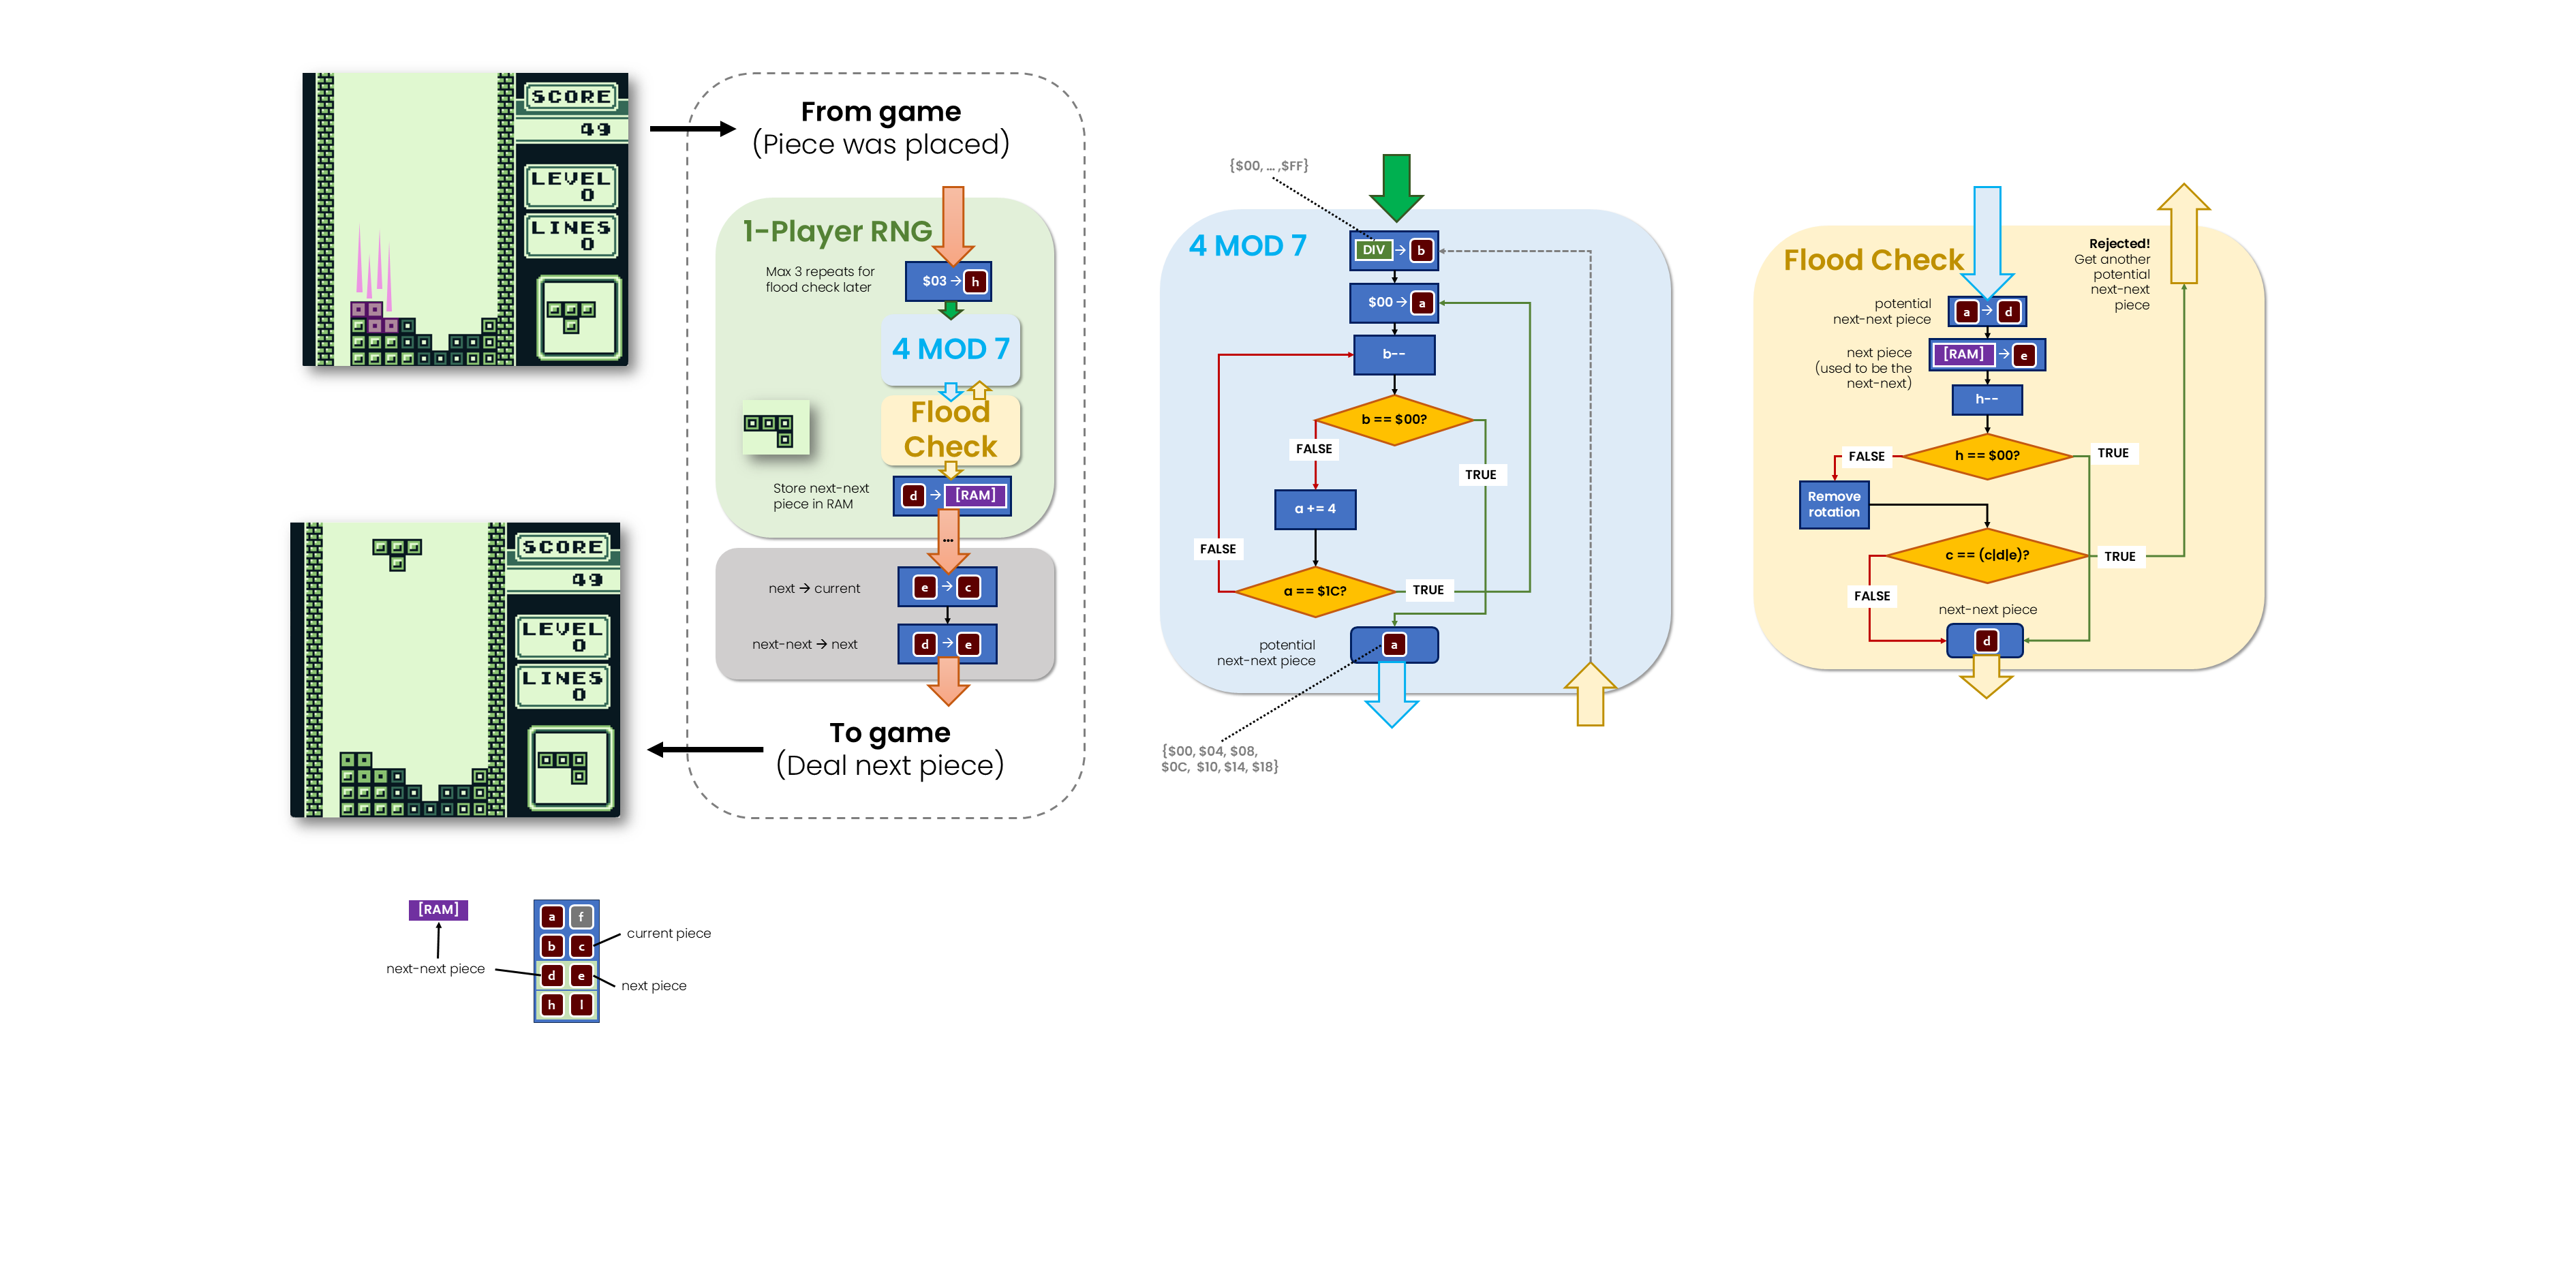 SCORE
49
LEVEL
0
LINES
0
From game
(Piece was placed)
1-Player RNG
Max 3 repeats for
flood check later
$03 → h
4 MOD 7
Flood
Check
Store next-next
piece in RAM
d → [RAM]
...
next → current
e → c
next-next → next
d → e
To game
(Deal next piece)
SCORE
49
LEVEL
0
LINES
0
[RAM]
next-next piece
a f
b c
d e
h l
current piece
next piece
{$00, ... ,$FF}
4 MOD 7
DIV → b
$00 → a
b--
b == $00?
FALSE
TRUE
a += 4
FALSE
a == $1C?
TRUE
potential
next-next piece
a
{$00, $04, $08,
$0C, $10, $14, $18}
Flood Check
Rejected!
Get another
potential
next-next
piece
potential
next-next piece
a → d
next piece
(used to be the
next-next)
[RAM] → e
h--
h == $00?
FALSE
TRUE
Remove
rotation
c == (c|d|e)?
TRUE
FALSE
next-next piece
d